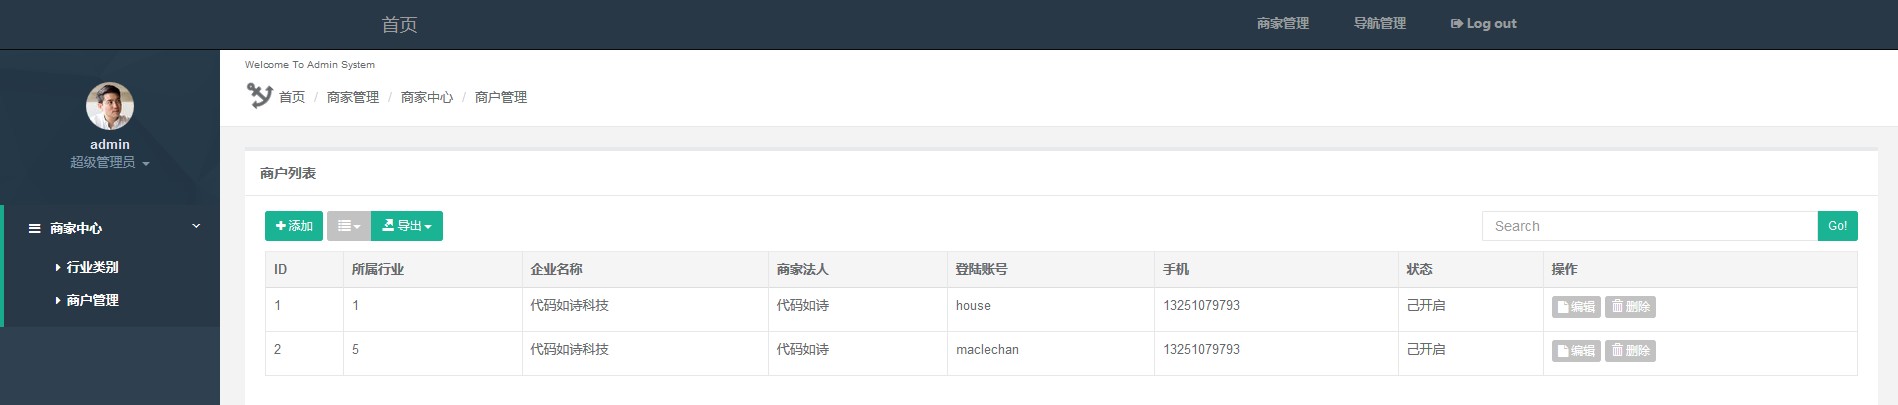 首页 商家管理 导航管理 Log out
Welcome To Admin System
首页 / 商家管理 / 商家中心 / 商户管理
admin
超级管理员
商家中心
行业类别
商户管理
商户列表
添加 导出 Search Go!
ID 所属行业 企业名称 商家法人 登陆账号 手机 状态 操作
1 1 代码如诗科技 代码如诗 house 13251079793 己开启 编辑 删除
2 5 代码如诗科技 代码如诗 maclechan 13251079793 己开启 编辑 删除